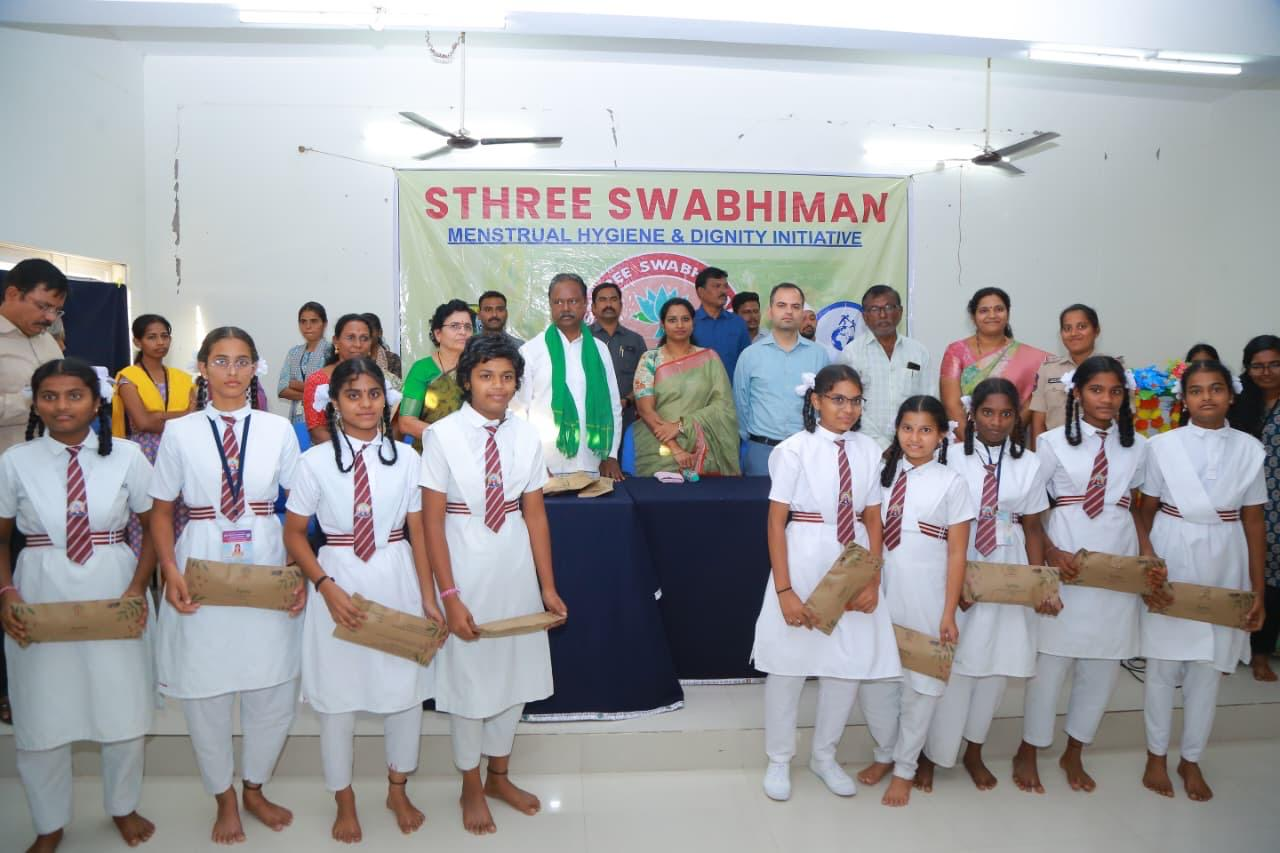 STHREE SWABHIMAN
MENSTRUAL HYGIENE & DIGNITY INITIATIVE